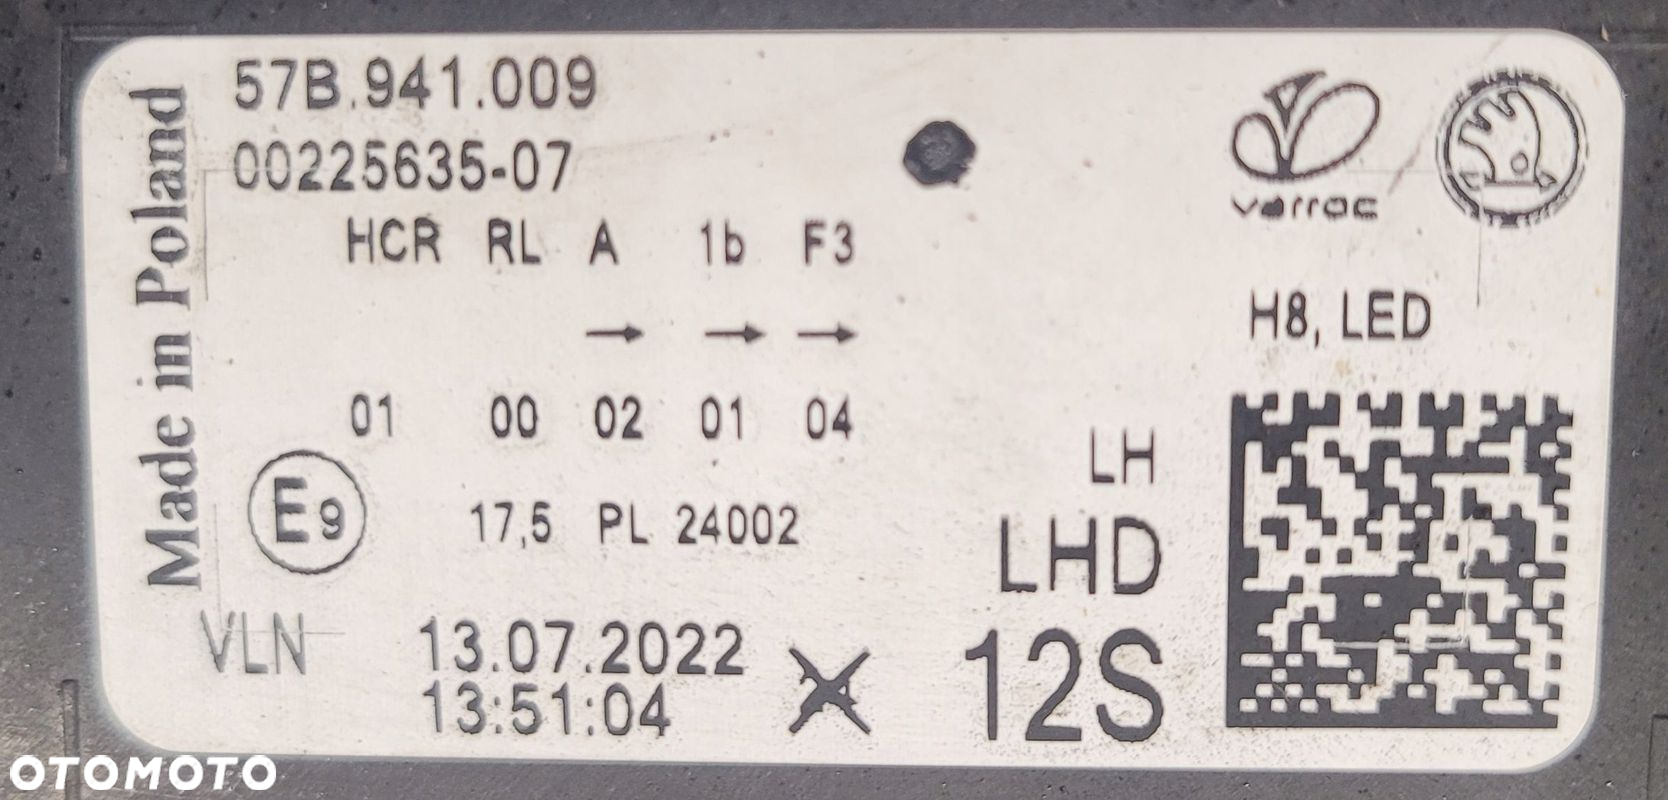 57B.941.009
00225635-07
Made in Poland
varroc
HCR RL A 1b F3
→ → →
H8, LED
01 00 02 01 04
LH
E9
17,5 PL 24002
LHD
VLN
13.07.2022
13:51:04
12S
OTOMOTO